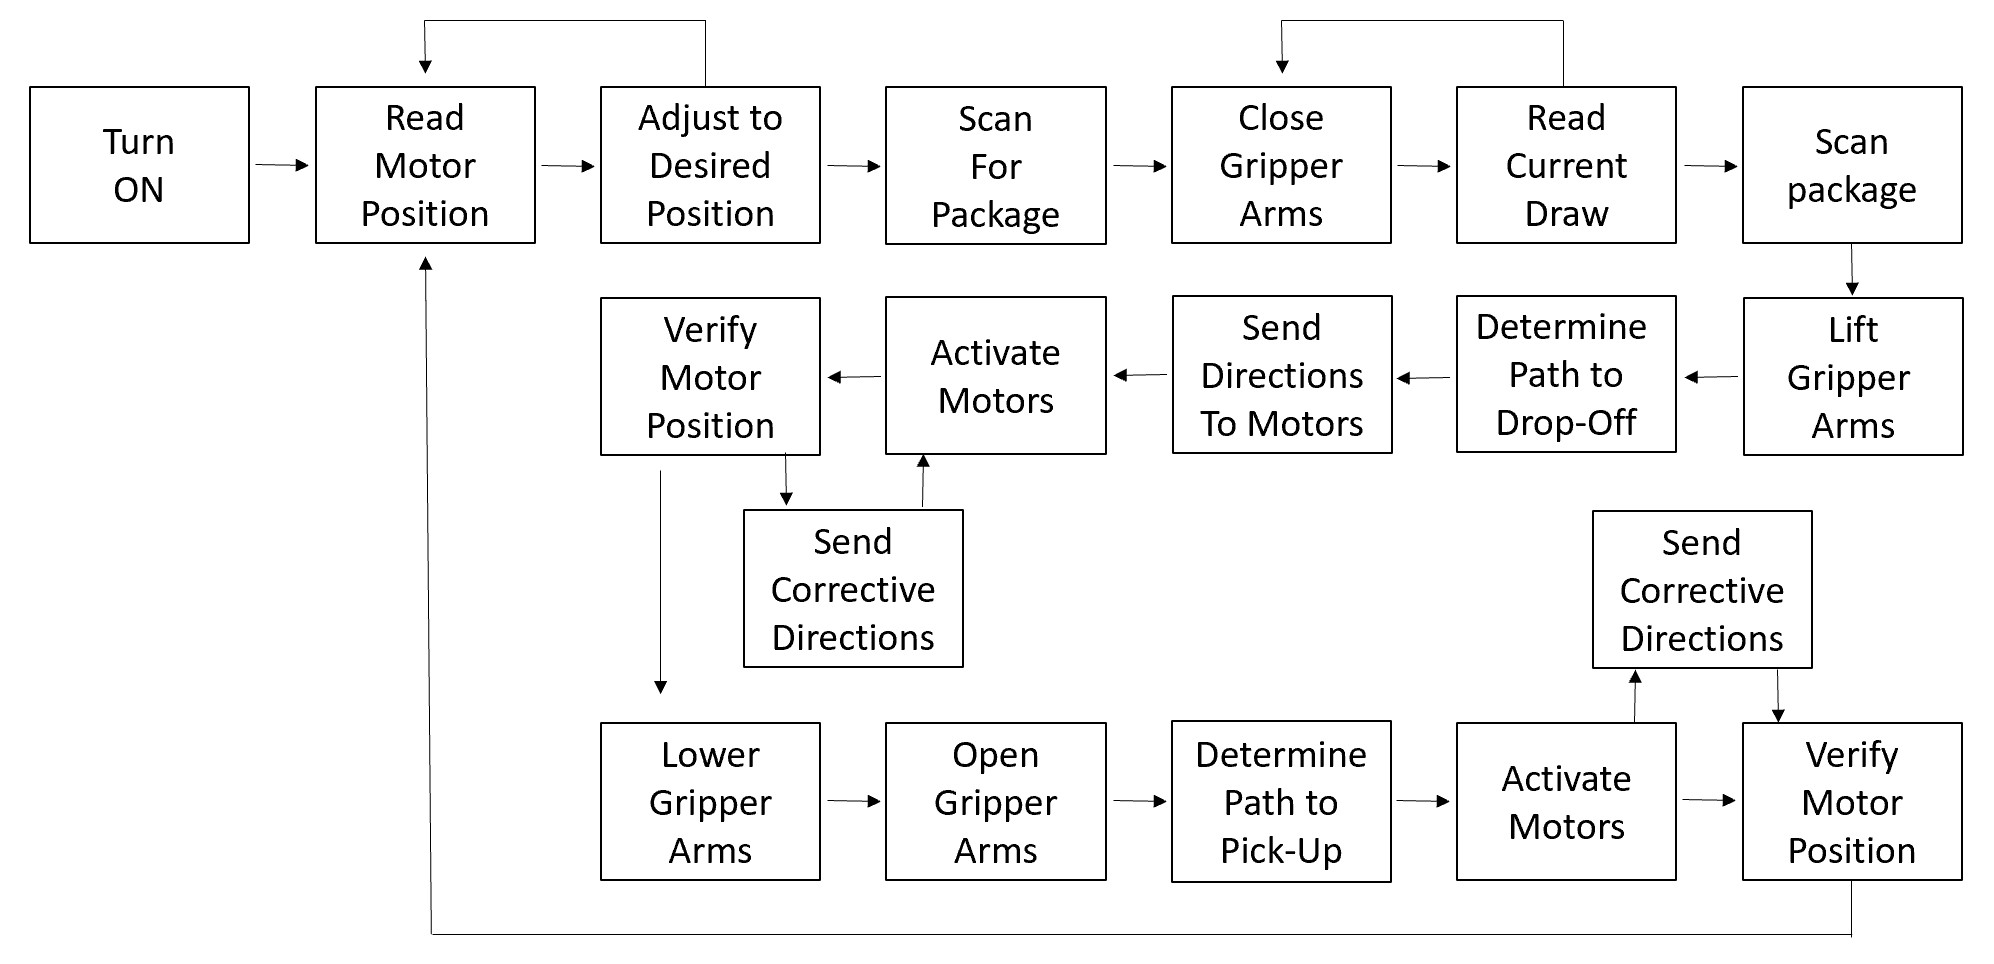 Turn
ON
Read
Motor
Position
Adjust to
Desired
Position
Scan
For
Package
Close
Gripper
Arms
Read
Current
Draw
Scan
package
Verify
Motor
Position
Activate
Motors
Send
Directions
To Motors
Determine
Path to
Drop-Off
Lift
Gripper
Arms
Send
Corrective
Directions
Send
Corrective
Directions
Lower
Gripper
Arms
Open
Gripper
Arms
Determine
Path to
Pick-Up
Activate
Motors
Verify
Motor
Position